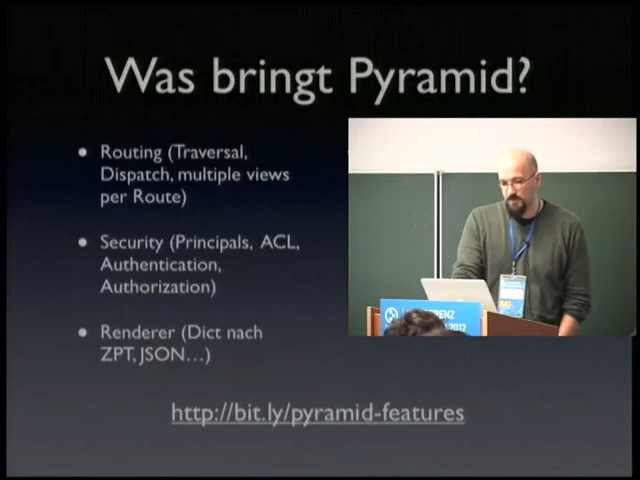 Was bringt Pyramid?
• Routing (Traversal,
Dispatch, multiple views
per Route)
• Security (Principals, ACL,
Authentication,
Authorization)
• Renderer (Dict nach
ZPT, JSON…)
http://bit.ly/pyramid-features
2012